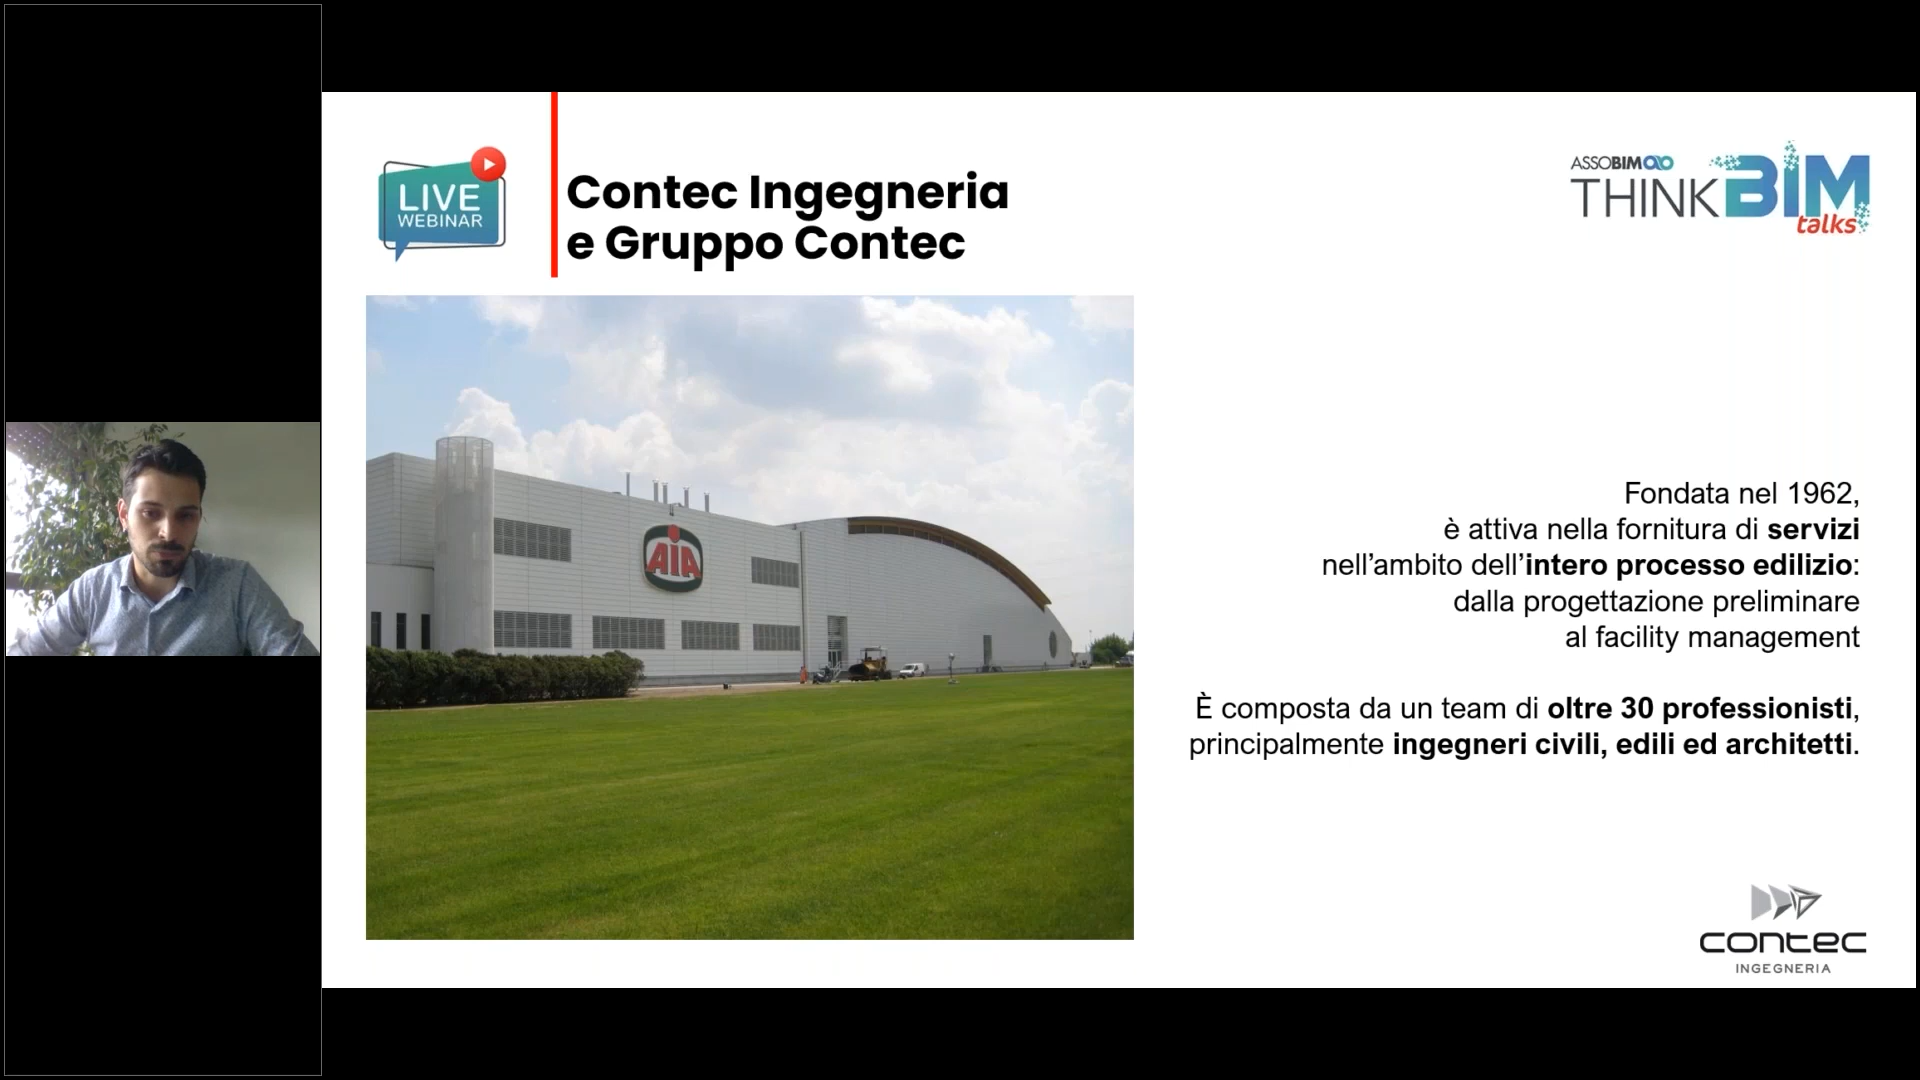 LIVE
WEBINAR
Contec Ingegneria
e Gruppo Contec
ASSOBIM
THINKBIM
talks
AIA
Fondata nel 1962,
è attiva nella fornitura di servizi
nell’ambito dell’intero processo edilizio:
dalla progettazione preliminare
al facility management
È composta da un team di oltre 30 professionisti,
principalmente ingegneri civili, edili ed architetti.
contec
INGEGNERIA